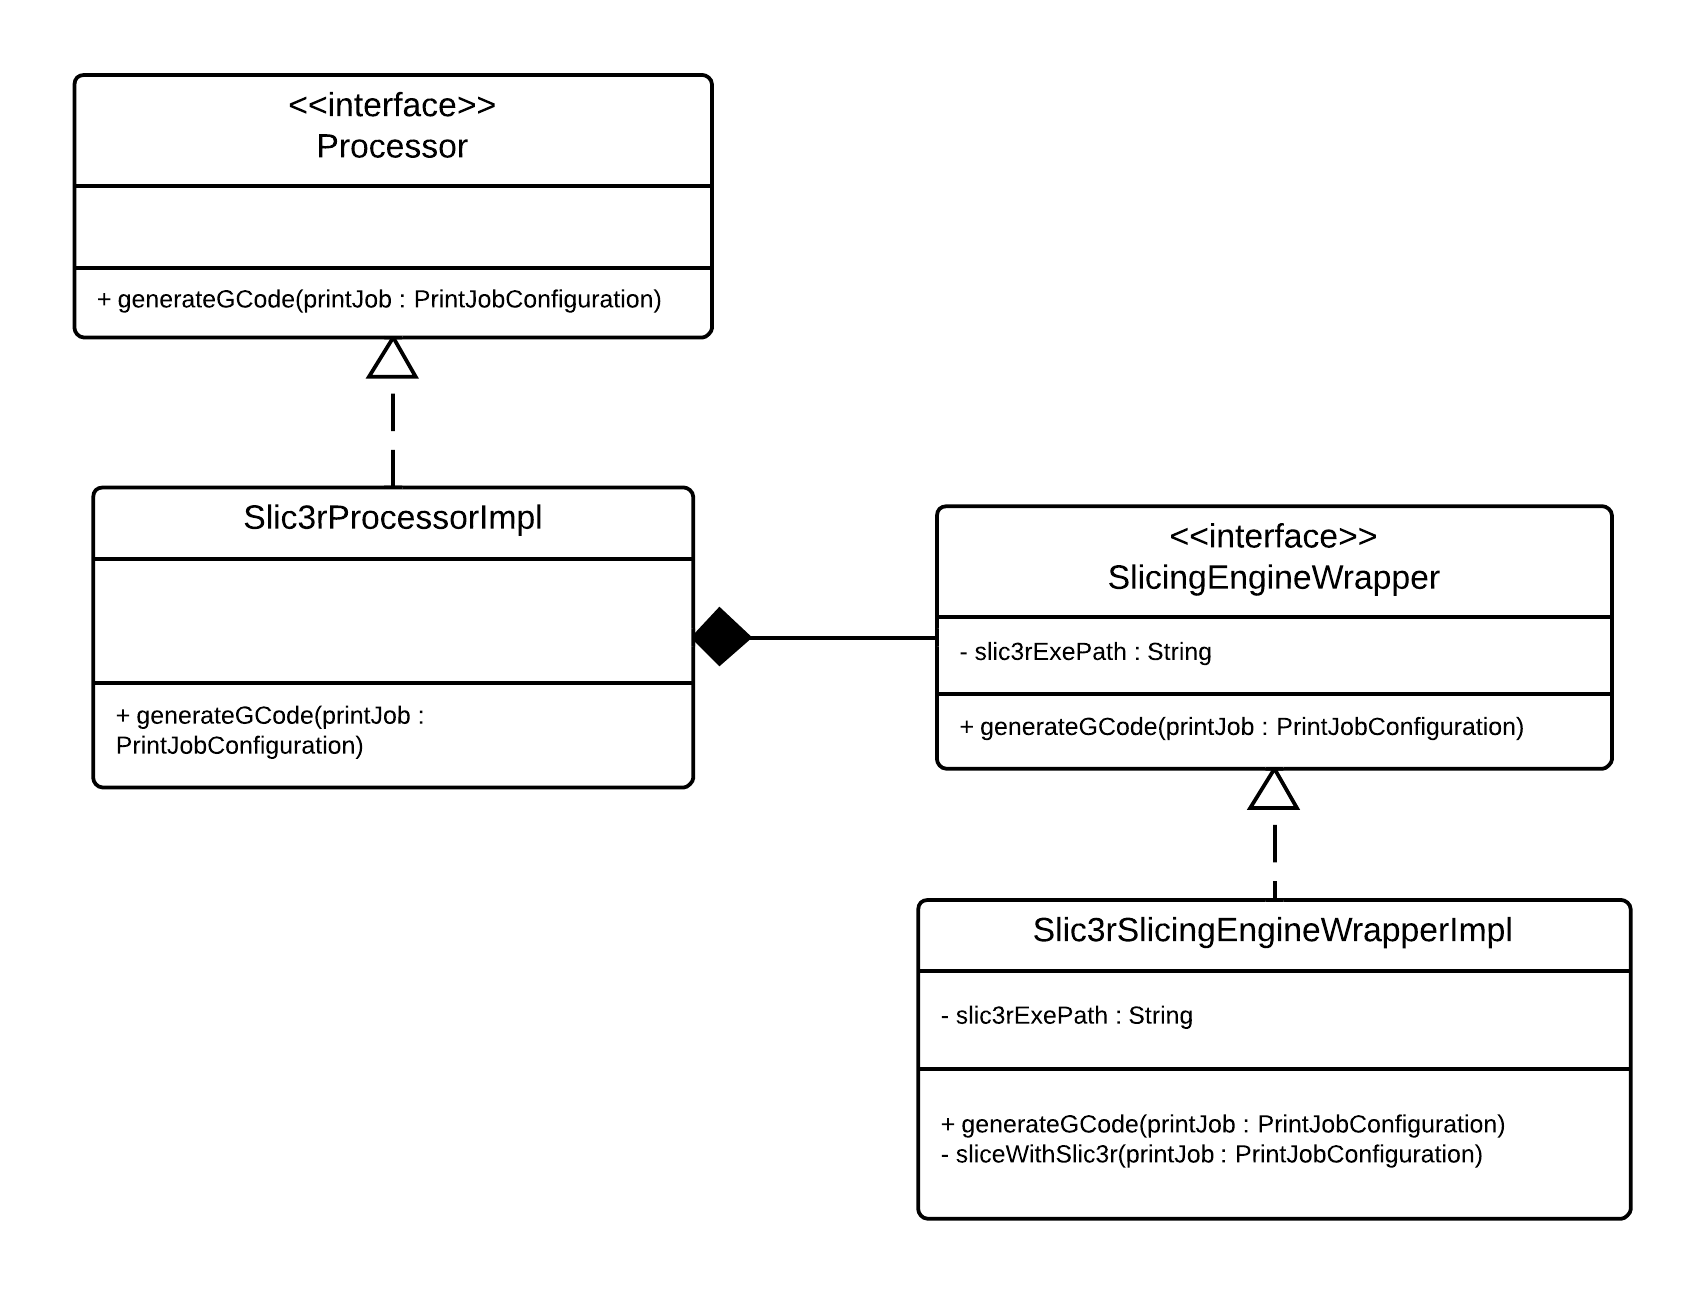 <<interface>>
Processor
+ generateGCode(printJob : PrintJobConfiguration)
Slic3rProcessorImpl
+ generateGCode(printJob :
PrintJobConfiguration)
<<interface>>
SlicingEngineWrapper
- slic3rExePath : String
+ generateGCode(printJob : PrintJobConfiguration)
Slic3rSlicingEngineWrapperImpl
- slic3rExePath : String
+ generateGCode(printJob : PrintJobConfiguration)
- sliceWithSlic3r(printJob : PrintJobConfiguration)